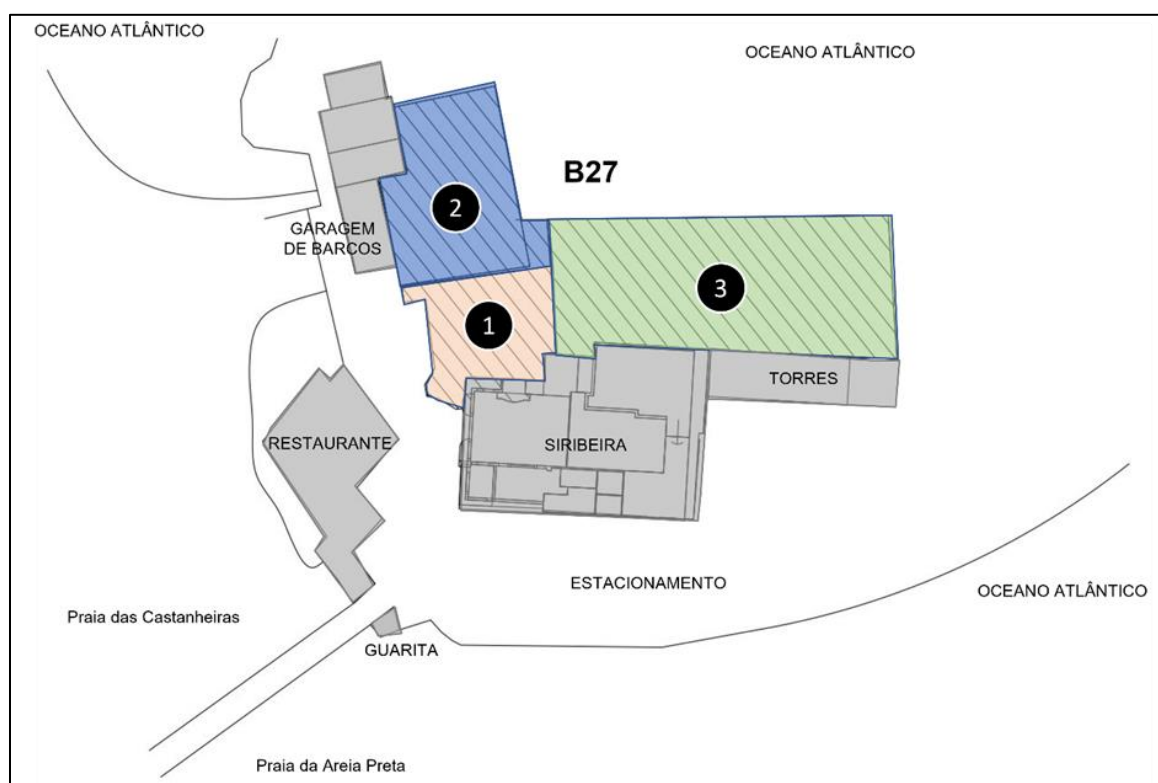 OCEANO ATLÂNTICO
OCEANO ATLÂNTICO
B27
2
GARAGEM
DE BARCOS
3
1
TORRES
RESTAURANTE
SIRIBEIRA
ESTACIONAMENTO
OCEANO ATLÂNTICO
Praia das Castanheiras
GUARITA
Praia da Areia Preta